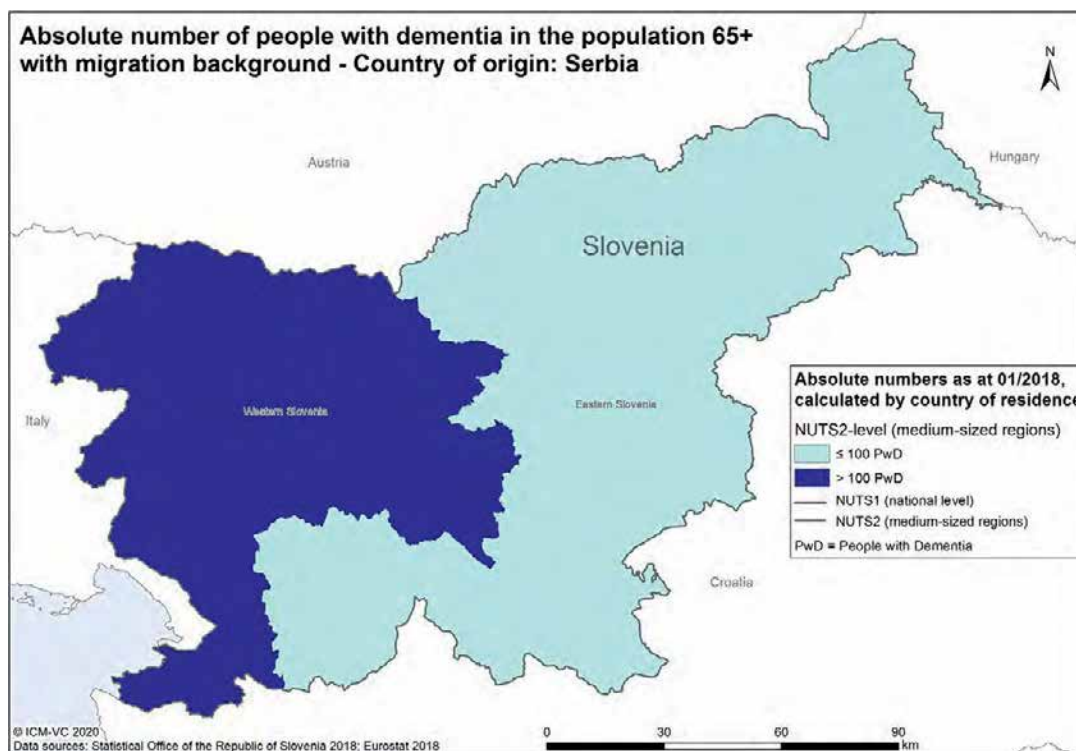 Absolute number of people with dementia in the population 65+
with migration background - Country of origin: Serbia
N
Austria
Hungary
Slovenia
Italy
Western Slovenia
Eastern Slovenia
Croatia
Absolute numbers as at 01/2018,
calculated by country of residence
NUTS2-level (medium-sized regions)
≤ 100 PwD
> 100 PwD
NUTS1 (national level)
NUTS2 (medium-sized regions)
PwD = People with Dementia
© ICM-VC 2020
Data sources: Statistical Office of the Republic of Slovenia 2018; Eurostat 2018
0 30 60 90
km